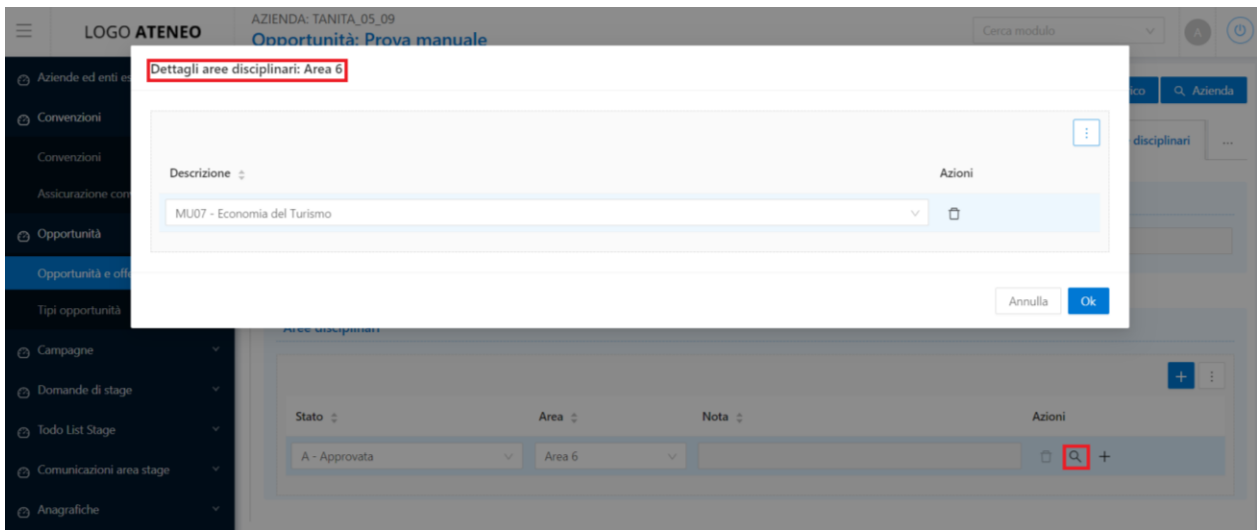 LOGO ATENEO
AZIENDA: TANITA_05_09
Opportunità: Prova manuale
Cerca modulo
A
Aziende ed enti es
Convenzioni
Convenzioni
Assicurazione con
Opportunità
Opportunità e offe
Tipi opportunità
Campagne
Domande di stage
Todo List Stage
Comunicazioni area stage
Anagrafiche
Dettagli aree disciplinari: Area 6
ico
Azienda
disciplinari
...
Descrizione
Azioni
MU07 - Economia del Turismo
Annulla
Ok
Aree disciplinari
Stato
Area
Nota
Azioni
A - Approvata
Area 6